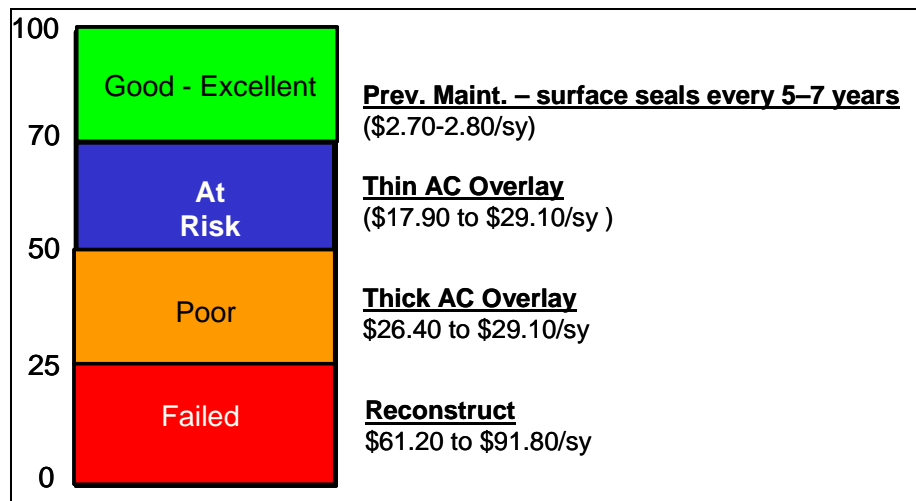 100
Good - Excellent
Prev. Maint. – surface seals every 5–7 years
($2.70-2.80/sy)
70
At
Risk
Thin AC Overlay
($17.90 to $29.10/sy )
50
Poor
Thick AC Overlay
$26.40 to $29.10/sy
25
Failed
Reconstruct
$61.20 to $91.80/sy
0